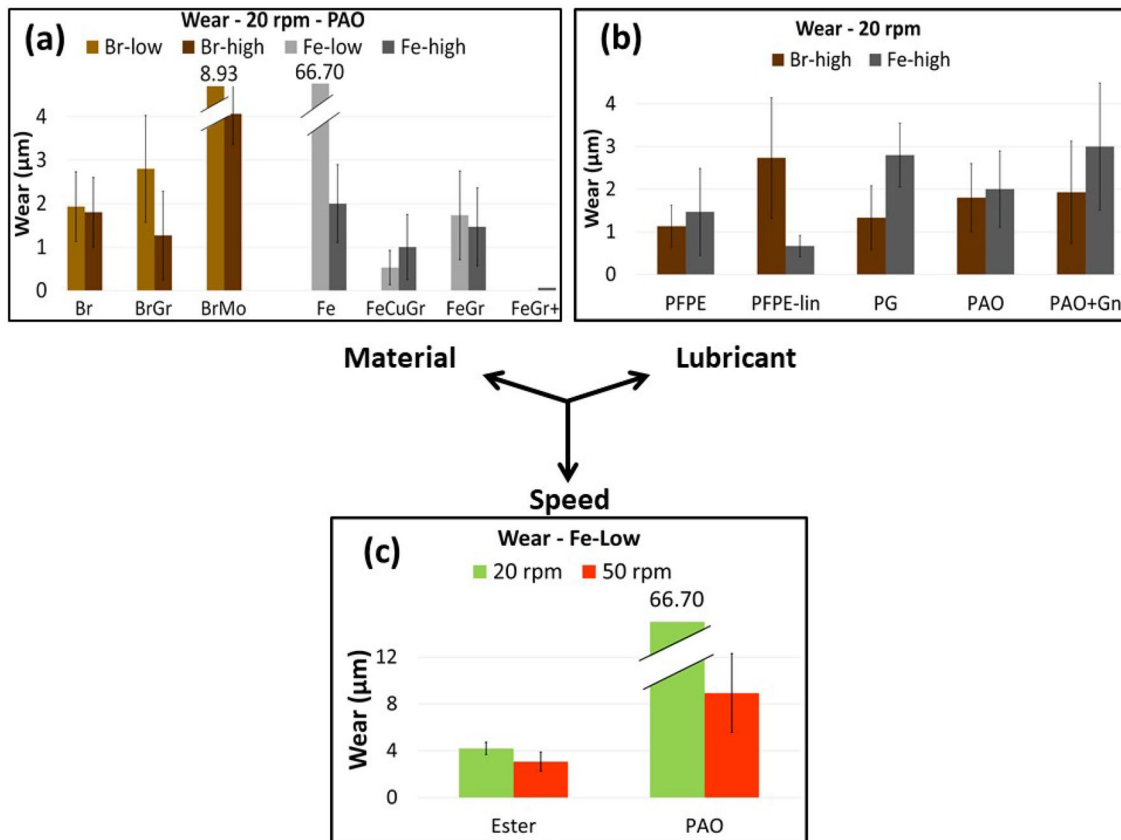 (a)
Wear - 20 rpm - PAO
Br-low Br-high Fe-low Fe-high
8.93 66.70
Wear (µm)
4
3
2
1
0
Br BrGr BrMo Fe FeCuGr FeGr FeGr+
(b)
Wear - 20 rpm
Br-high Fe-high
Wear (µm)
4
3
2
1
0
PFPE PFPE-lin PG PAO PAO+Gn
Material Lubricant
Speed
(c)
Wear - Fe-Low
20 rpm 50 rpm
66.70
Wear (µm)
12
8
4
0
Ester PAO